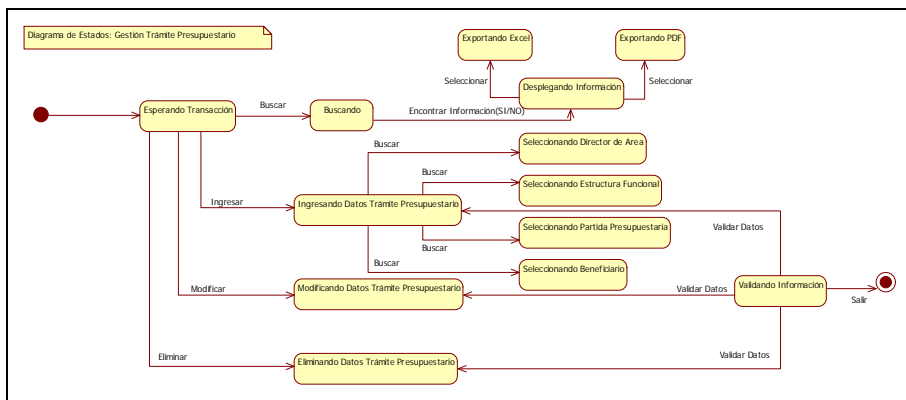 Diagrama de Estados: Gestión Trámite Presupuestario
Exportando Excel
Exportando PDF
Seleccionar
Desplegando Información
Seleccionar
Esperando Transacción
Buscar
Buscando
Encontrar Información(SI/NO)
Buscar
Seleccionando Director de Area
Buscar
Seleccionando Estructura Funcional
Ingresar
Ingresando Datos Trámite Presupuestario
Seleccionando Partida Presupuestaria
Validar Datos
Buscar
Buscar
Seleccionando Beneficiario
Modificar
Modificando Datos Trámite Presupuestario
Validar Datos
Validando Información
Salir
Eliminar
Eliminando Datos Trámite Presupuestario
Validar Datos